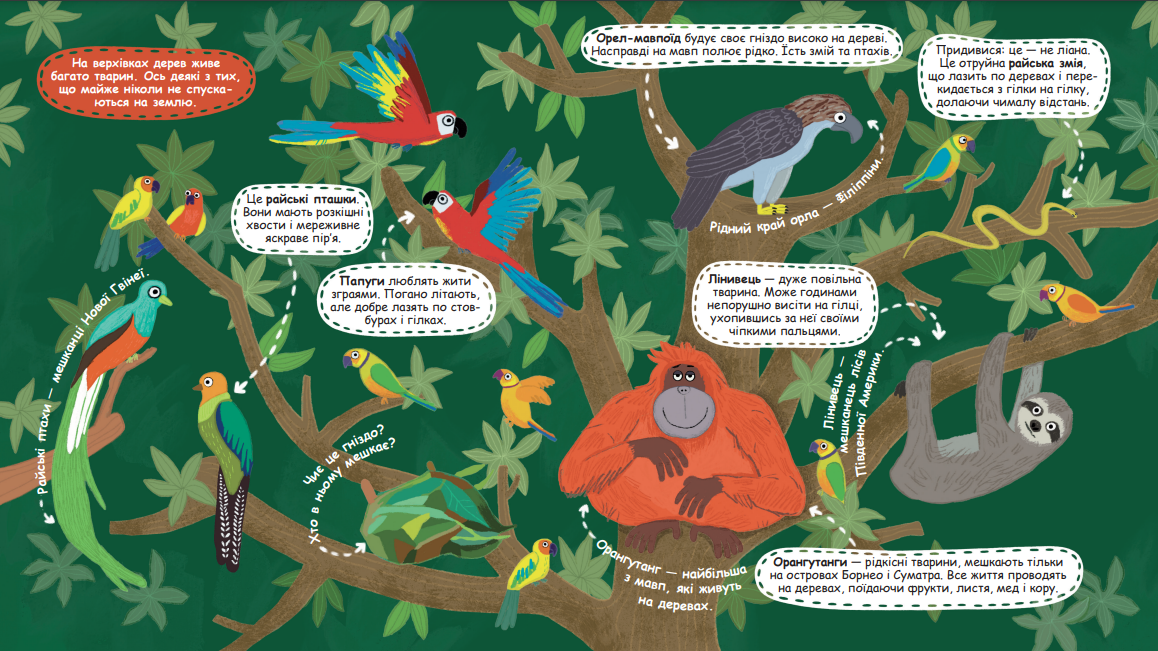 На верхівках дерев живе
багато тварин. Ось деякі з тих,
що майже ніколи не спуска-
ються на землю.
Орел-мавпоїд будує своє гніздо високо на дереві.
Насправді на мавп полює рідко. Їсть змій та птахів.
Придивися: це — не ліана.
Це отруйна райська змія,
що лазить по деревах і пере-
кидається з гілки на гілку,
долаючи чималу відстань.
Це райські пташки.
Вони мають розкішні
хвости і мереживне
яскраве пір'я.
Рідний край орла — Філіппіни.
Папуги люблять жити
зграями. Погано літають,
але добре лазять по стов-
бурах і гілках.
Лінивець — дуже повільна
тварина. Може годинами
непорушно висіти на гілці,
ухопившись за неї своїми
чіпкими пальцями.
Райські птахи — мешканці Нової Гвінеї.
Лінивець —
мешканець лісів
Південної Америки.
Чиє це гніздо?
Хто в ньому мешкає?
Орангутанг — найбільша
з мавп, які живуть
на деревах.
Орангутанги — рідкісні тварини, мешкають тільки
на островах Борнео і Суматра. Все життя проводять
на деревах, поїдаючи фрукти, листя, мед і кору.